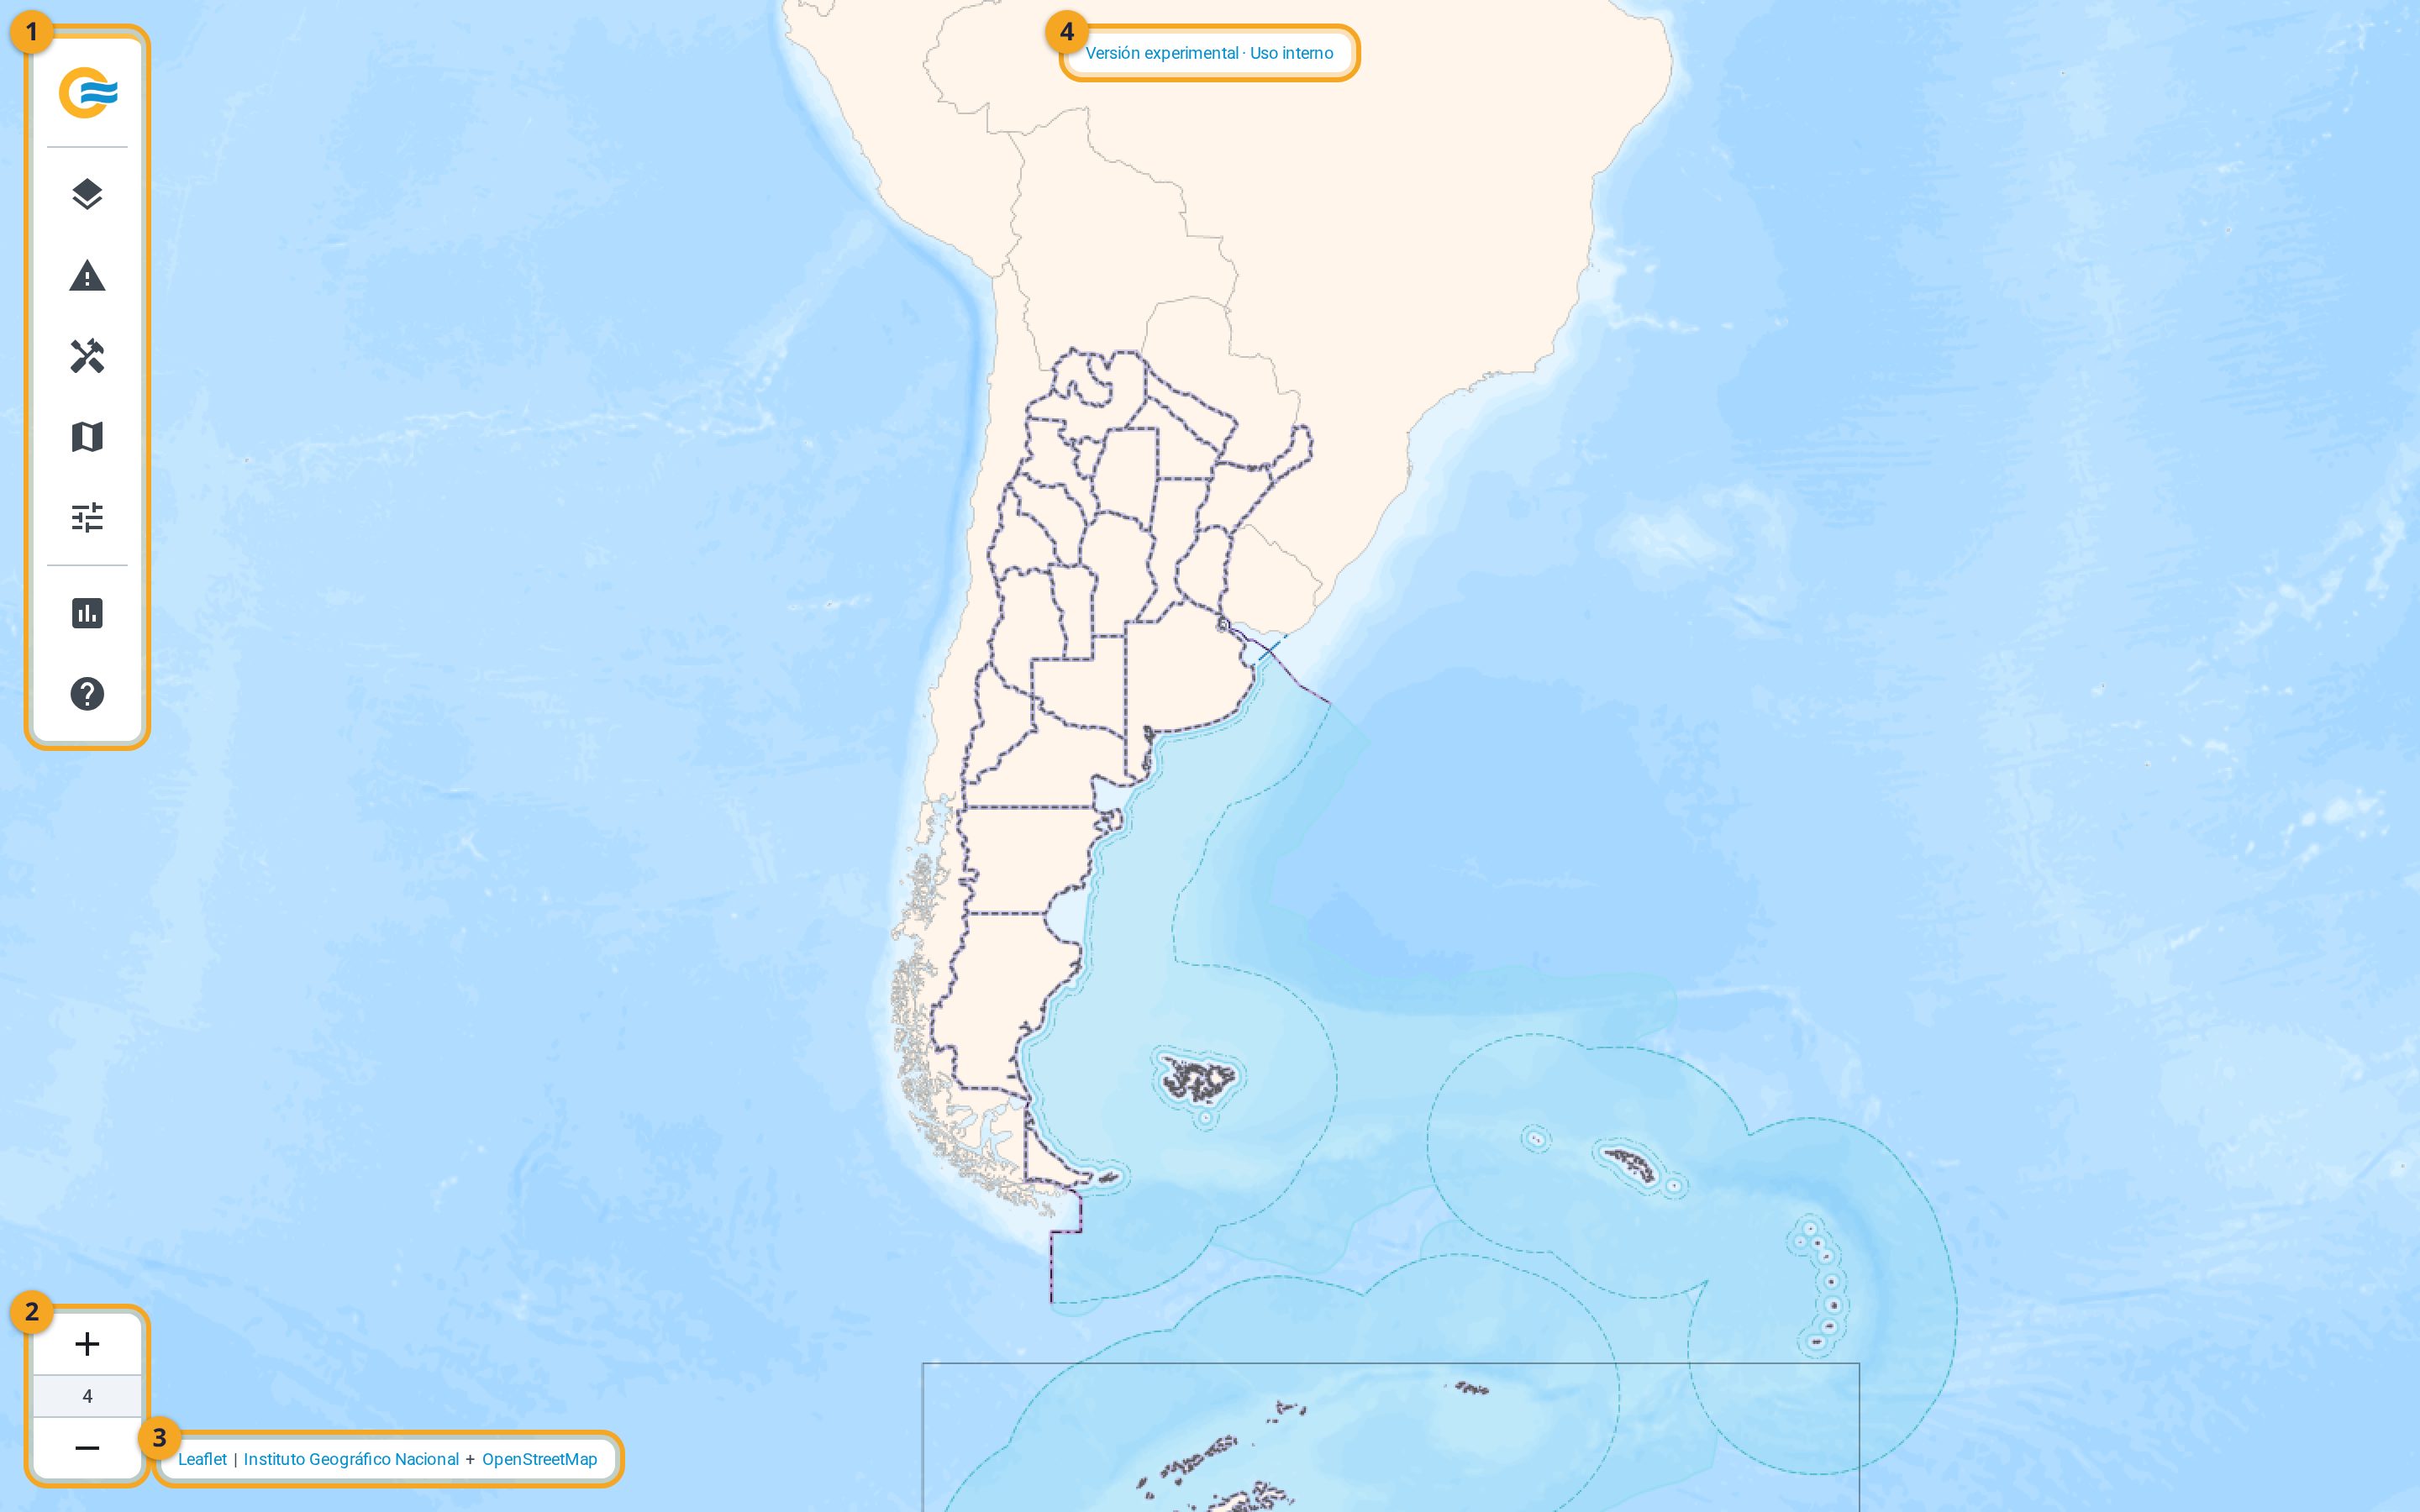 1
4
Versión experimental · Uso interno
2
4
3
Leaflet | Instituto Geográfico Nacional + OpenStreetMap